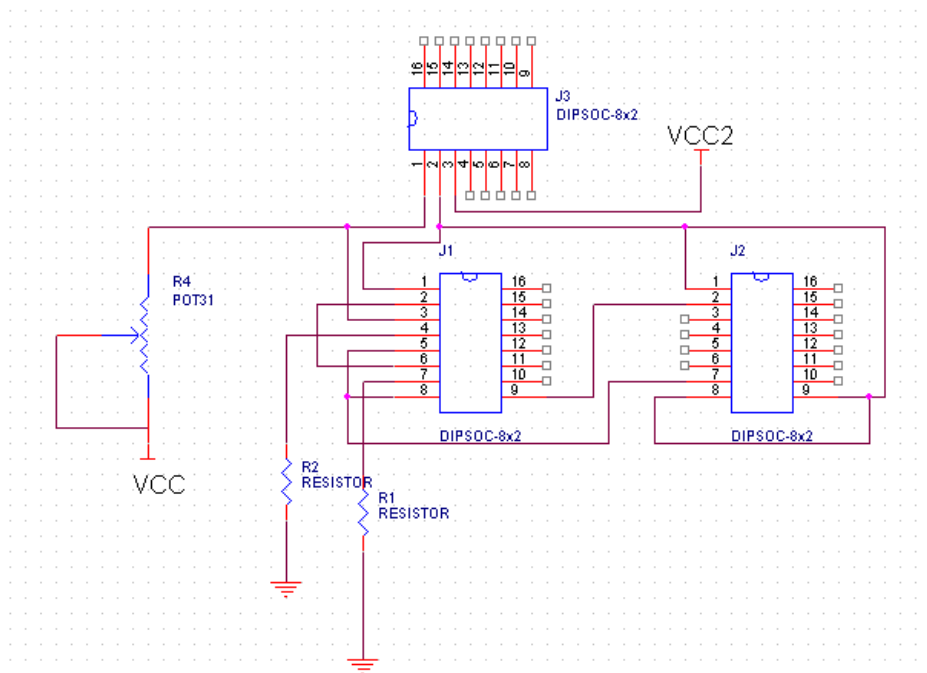 16 15 14 13 12 11 10 9
J3
DIPSOC-8x2
1 2 3 4 5 6 7 8
VCC2
R4
POT31
VCC
J1
1 16
2 15
3 14
4 13
5 12
6 11
7 10
8 9
DIPSOC-8x2
J2
1 16
2 15
3 14
4 13
5 12
6 11
7 10
8 9
DIPSOC-8x2
R2
RESISTOR
R1
RESISTOR